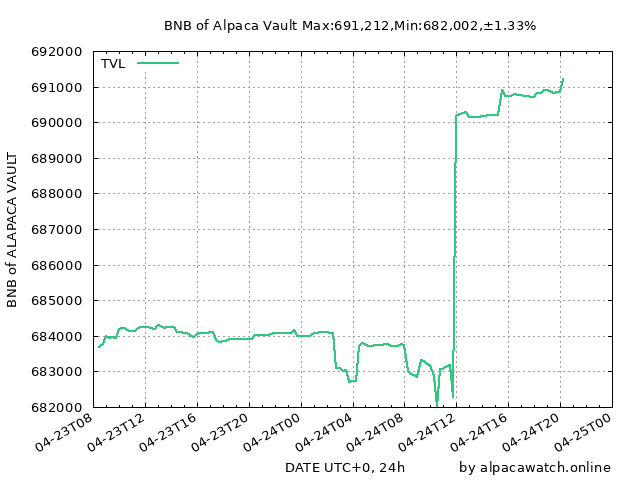 BNB of Alpaca Vault Max:691,212,Min:682,002,±1.33%
TVL
BNB of ALAPACA VAULT
692000
691000
690000
689000
688000
687000
686000
685000
684000
683000
682000
04-23T08
04-23T12
04-23T16
04-23T20
04-24T00
04-24T04
04-24T08
04-24T12
04-24T16
04-24T20
04-25T00
DATE UTC+0, 24h
by alpacawatch.online